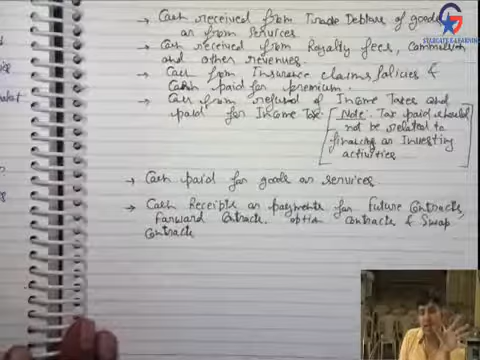 → Cash received from Trade Debtors of goods
or from services
→ Cash received from Royalty fees, Commission
and other revenues.
→ Cash from Insurance claims, Policies &
Cash paid for premium.
→ Cash from refund of Income Taxes and
paid for Income Tax. [Note: Tax paid should
not be related to
financing or Investing
activities]
→ Cash paid for goods or services.
→ Cash Receipts or payments for Future Contracts,
Forward Contracts. option Contracts & Swap
Contracts